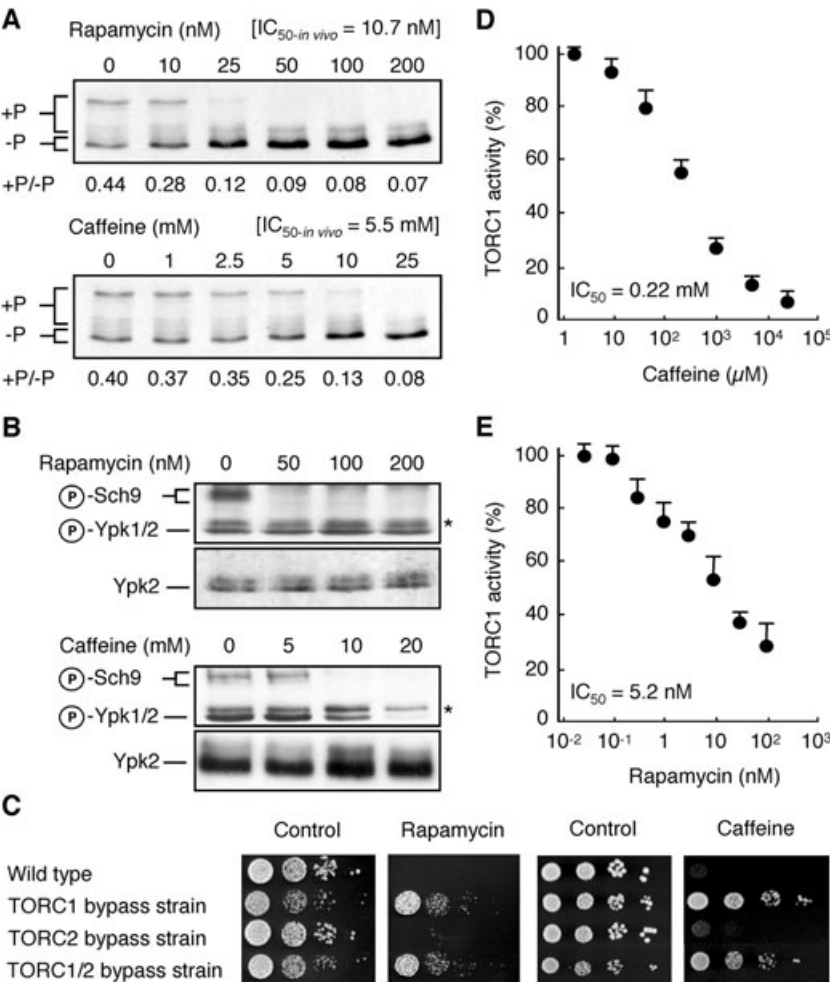 A
Rapamycin (nM) [IC50-in vivo = 10.7 nM]
0 10 25 50 100 200
+P
-P
+P/-P 0.44 0.28 0.12 0.09 0.08 0.07
Caffeine (mM) [IC50-in vivo = 5.5 mM]
0 1 2.5 5 10 25
+P
-P
+P/-P 0.40 0.37 0.35 0.25 0.13 0.08
B
Rapamycin (nM) 0 50 100 200
P-Sch9
P-Ypk1/2 *
Ypk2
Caffeine (mM) 0 5 10 20
P-Sch9
P-Ypk1/2 *
Ypk2
C
Control Rapamycin Control Caffeine
Wild type
TORC1 bypass strain
TORC2 bypass strain
TORC1/2 bypass strain
D
TORC1 activity (%)
100
80
60
40
20
0
IC50 = 0.22 mM
1 10 10² 10³ 10⁴ 10⁵
Caffeine (µM)
E
TORC1 activity (%)
100
80
60
40
20
0
IC50 = 5.2 nM
10⁻² 10⁻¹ 1 10 10² 10³
Rapamycin (nM)